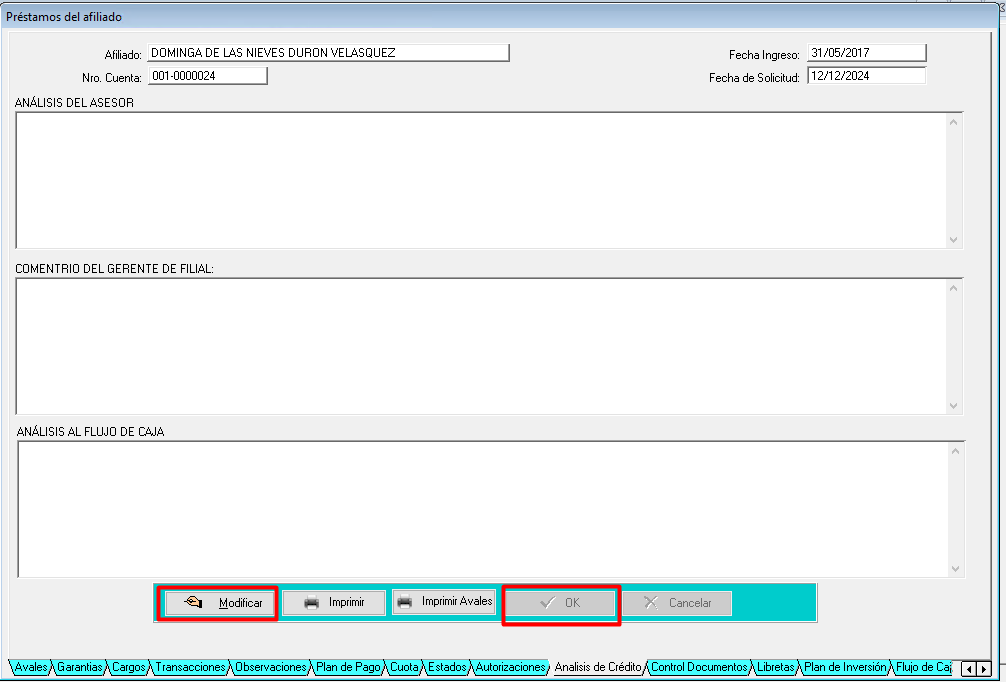 Préstamos del afiliado
Afiliado: DOMINGA DE LAS NIEVES DURON VELASQUEZ Fecha Ingreso: 31/05/2017
Nro. Cuenta: 001-0000024 Fecha de Solicitud: 12/12/2024
ANÁLISIS DEL ASESOR
COMENTRIO DEL GERENTE DE FILIAL:
ANÁLISIS AL FLUJO DE CAJA
Modificar Imprimir Imprimir Avales OK Cancelar
Avales Garantias Cargos Transacciones Observaciones Plan de Pago Cuota Estados Autorizaciones Analisis de Crédito Control Documentos Libretas Plan de Inversión Flujo de